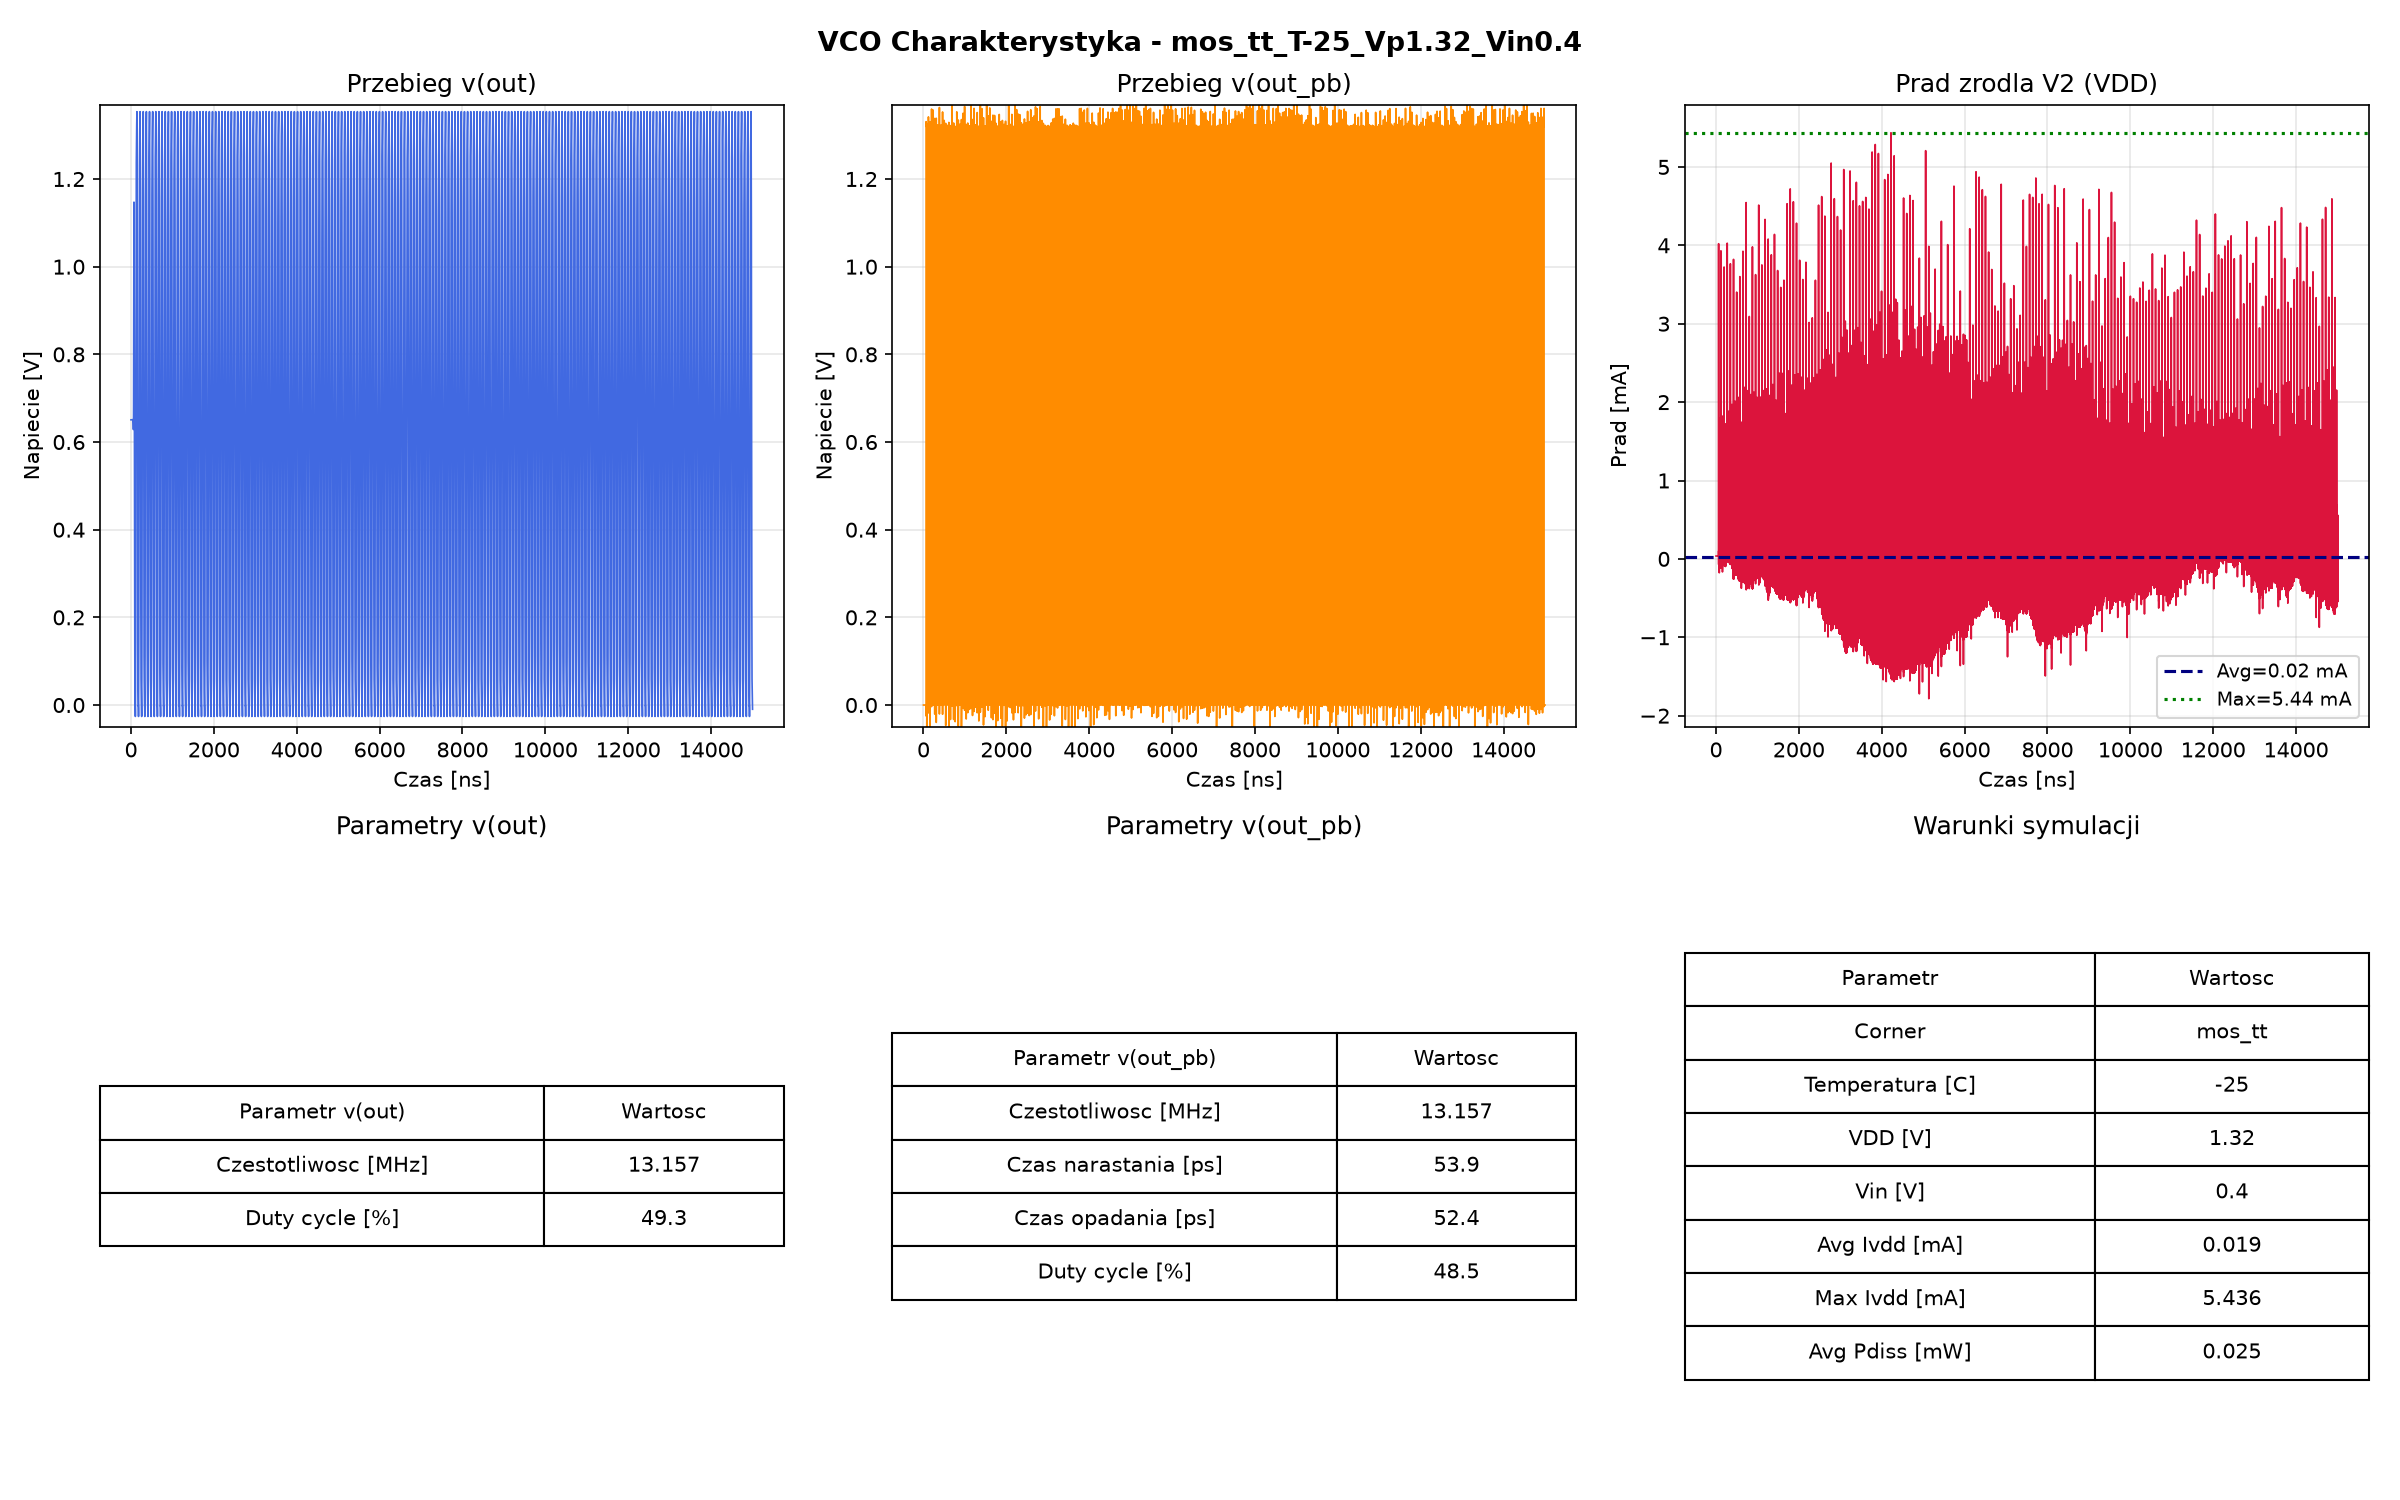 VCO Charakterystyka - mos_tt_T-25_Vp1.32_Vin0.4
Przebieg v(out)
Napiecie [V]
1.2
1.0
0.8
0.6
0.4
0.2
0.0
0 2000 4000 6000 8000 10000 12000 14000
Czas [ns]
Przebieg v(out_pb)
Napiecie [V]
1.2
1.0
0.8
0.6
0.4
0.2
0.0
0 2000 4000 6000 8000 10000 12000 14000
Czas [ns]
Prad zrodla V2 (VDD)
Prad [mA]
5
4
3
2
1
0
−1
−2
Avg=0.02 mA
Max=5.44 mA
0 2000 4000 6000 8000 10000 12000 14000
Czas [ns]
Parametry v(out)
Parametr v(out) Wartosc
Czestotliwosc [MHz] 13.157
Duty cycle [%] 49.3
Parametry v(out_pb)
Parametr v(out_pb) Wartosc
Czestotliwosc [MHz] 13.157
Czas narastania [ps] 53.9
Czas opadania [ps] 52.4
Duty cycle [%] 48.5
Warunki symulacji
Parametr Wartosc
Corner mos_tt
Temperatura [C] -25
VDD [V] 1.32
Vin [V] 0.4
Avg Ivdd [mA] 0.019
Max Ivdd [mA] 5.436
Avg Pdiss [mW] 0.025